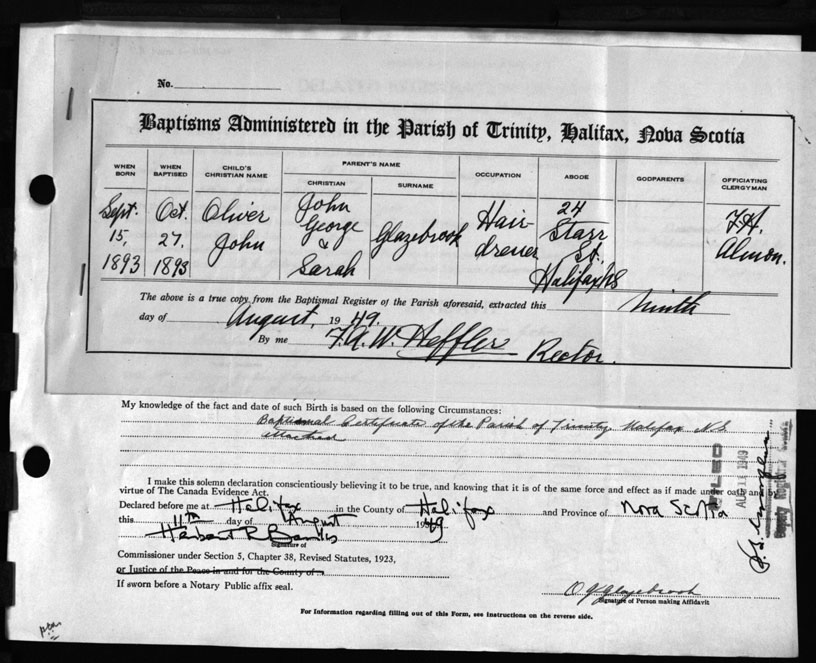 No.
Baptisms Administered in the Parish of Trinity, Halifax, Nova Scotia
WHEN BORN
WHEN BAPTISED
CHILD'S CHRISTIAN NAME
PARENT'S NAME
CHRISTIAN
SURNAME
OCCUPATION
ABODE
GODPARENTS
OFFICIATING CLERGYMAN
Sept. 15, 1893
Oct. 27. 1893
Oliver John
John George & Sarah
Glazebrook
Hair-dresser
24 Starr St. Halifax NS
Almon.
The above is a true copy from the Baptismal Register of the Parish aforesaid, extracted this Ninth
day of August, 1949.
By me F. A. W. Heffler Rector.
My knowledge of the fact and date of such Birth is based on the following Circumstances:
Baptismal Certificate of the Parish of Trinity Halifax N.S
attached
I make this solemn declaration conscientiously believing it to be true, and knowing that it is of the same force and effect as if made under oath and by
virtue of The Canada Evidence Act.
Declared before me at Halifax in the County of Halifax and Province of Nova Scotia
this 11th day of August 1949
Herbert R Banks
Signature of
Commissioner under Section 5, Chapter 38, Revised Statutes, 1923,
or Justice of the Peace in and for the County of
If sworn before a Notary Public affix seal.
O J Glazebrook
Signature of Person making Affidavit
For Information regarding filling out of this Form, see instructions on the reverse side.
FILED
AUG 16 1949